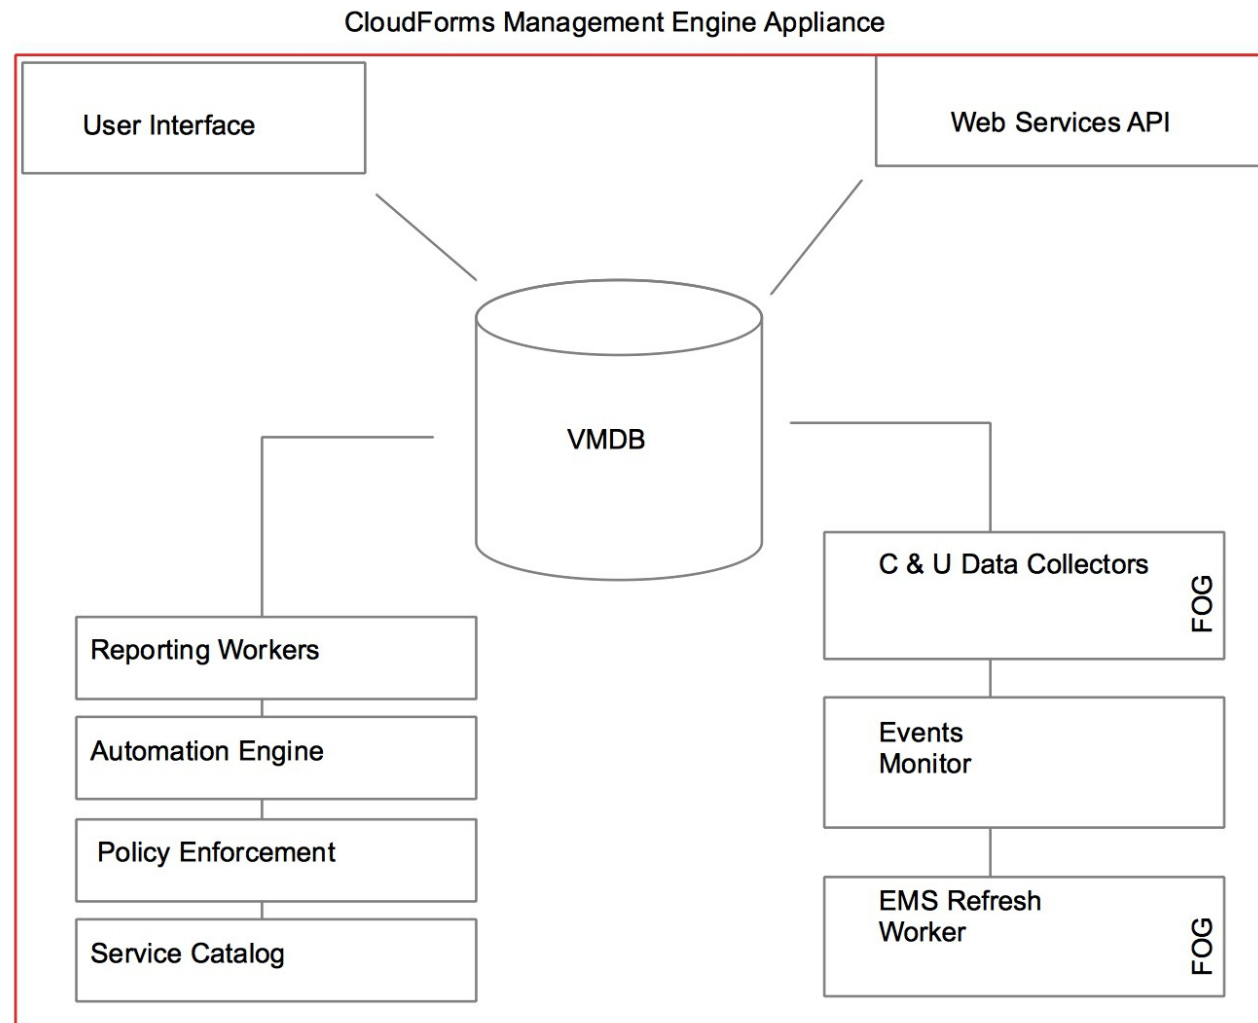 CloudForms Management Engine Appliance
User Interface
Web Services API
VMDB
C & U Data Collectors
FOG
Reporting Workers
Automation Engine
Policy Enforcement
Service Catalog
Events
Monitor
EMS Refresh
Worker
FOG